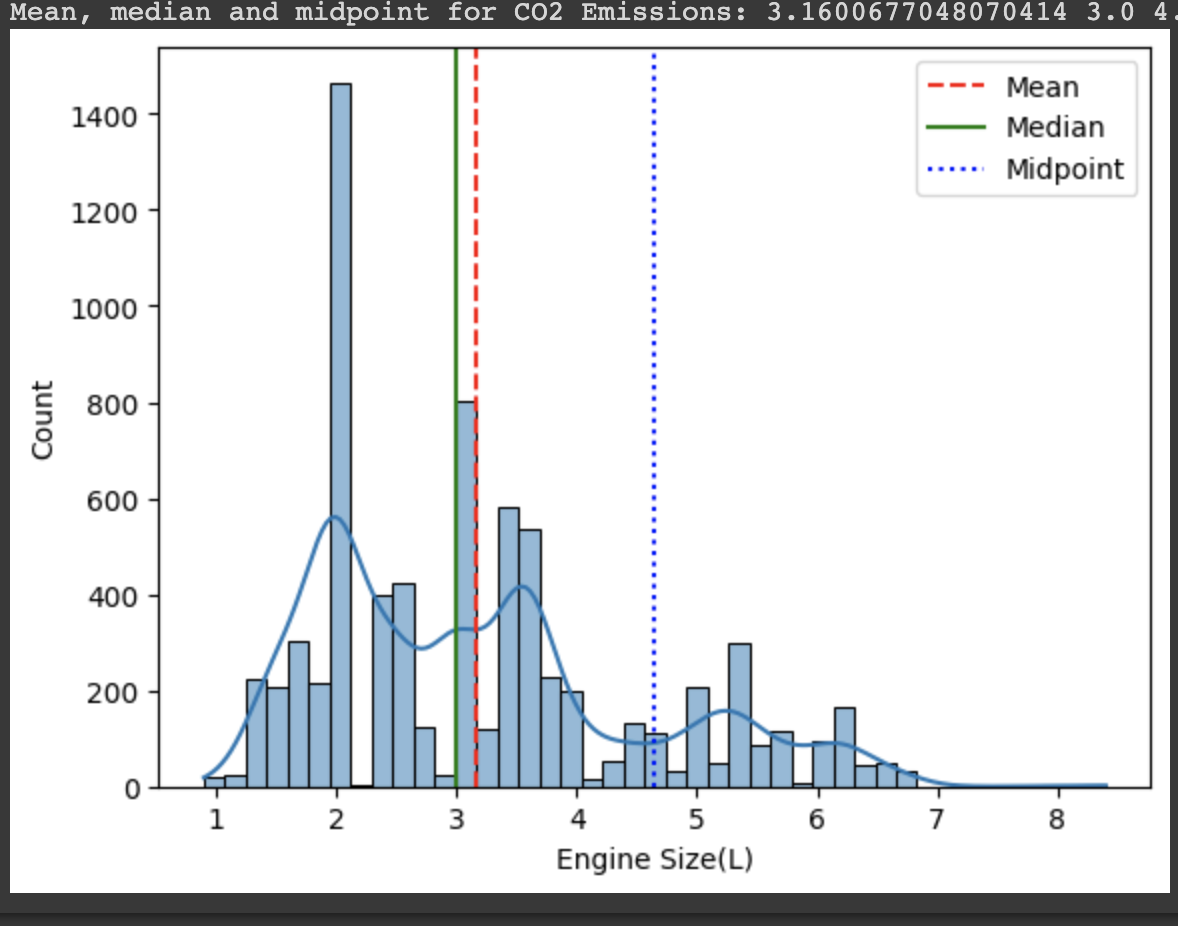 Mean, median and midpoint for CO2 Emissions: 3.1600677048070414 3.0 4.
Mean
Median
Midpoint
1400
1200
1000
800
600
400
200
0
Count
1 2 3 4 5 6 7 8
Engine Size(L)